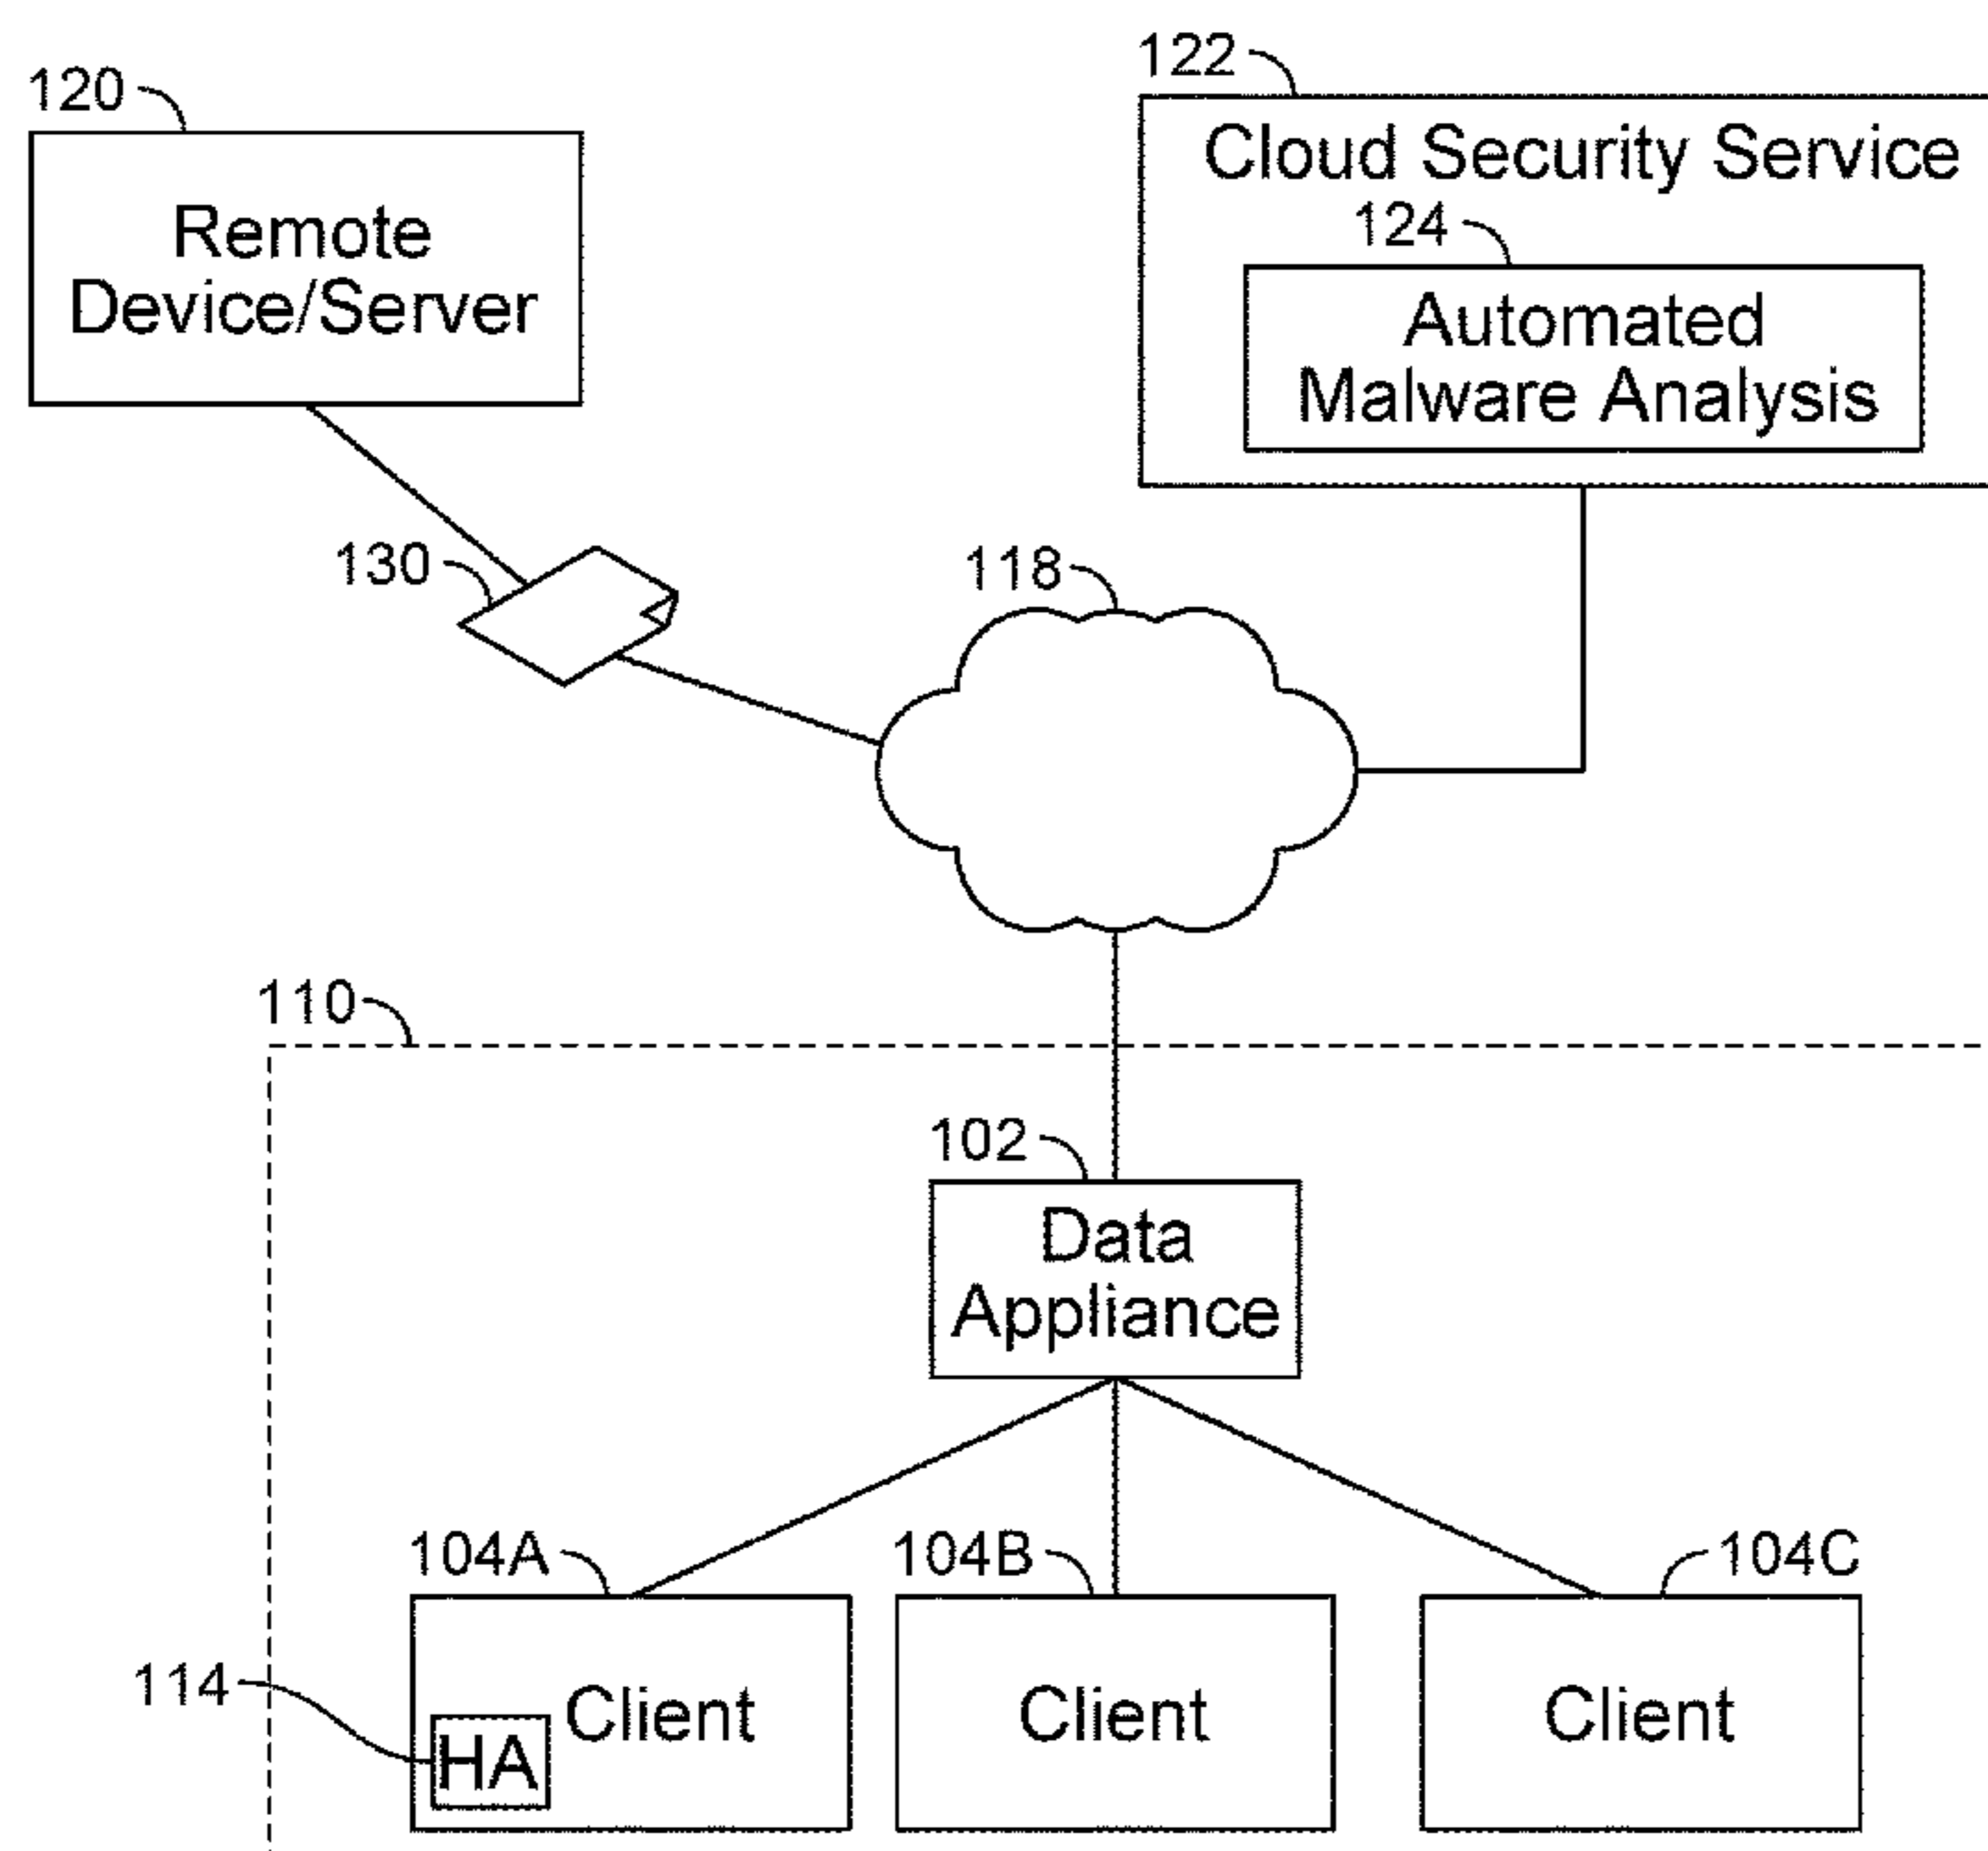 120
Remote
Device/Server
122
Cloud Security Service
124
Automated
Malware Analysis
130
118
110
102
Data
Appliance
104A
104B
104C
114
HA
Client
Client
Client